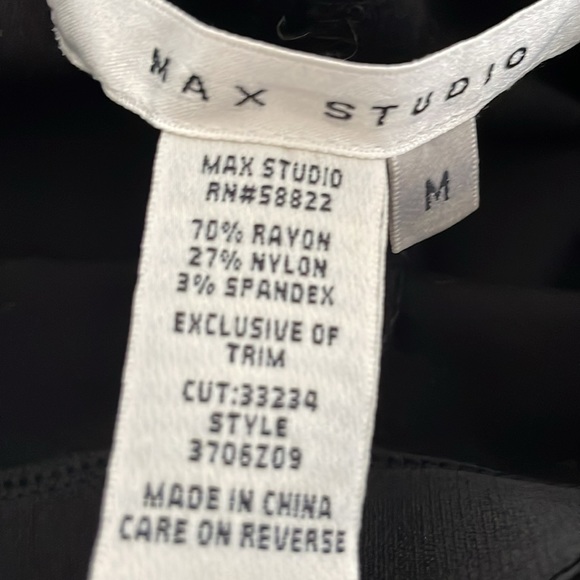 MAX STUDIO
M
MAX STUDIO
RN#58822
70% RAYON
27% NYLON
3% SPANDEX
EXCLUSIVE OF
TRIM
CUT:33234
STYLE
3706Z09
MADE IN CHINA
CARE ON REVERSE